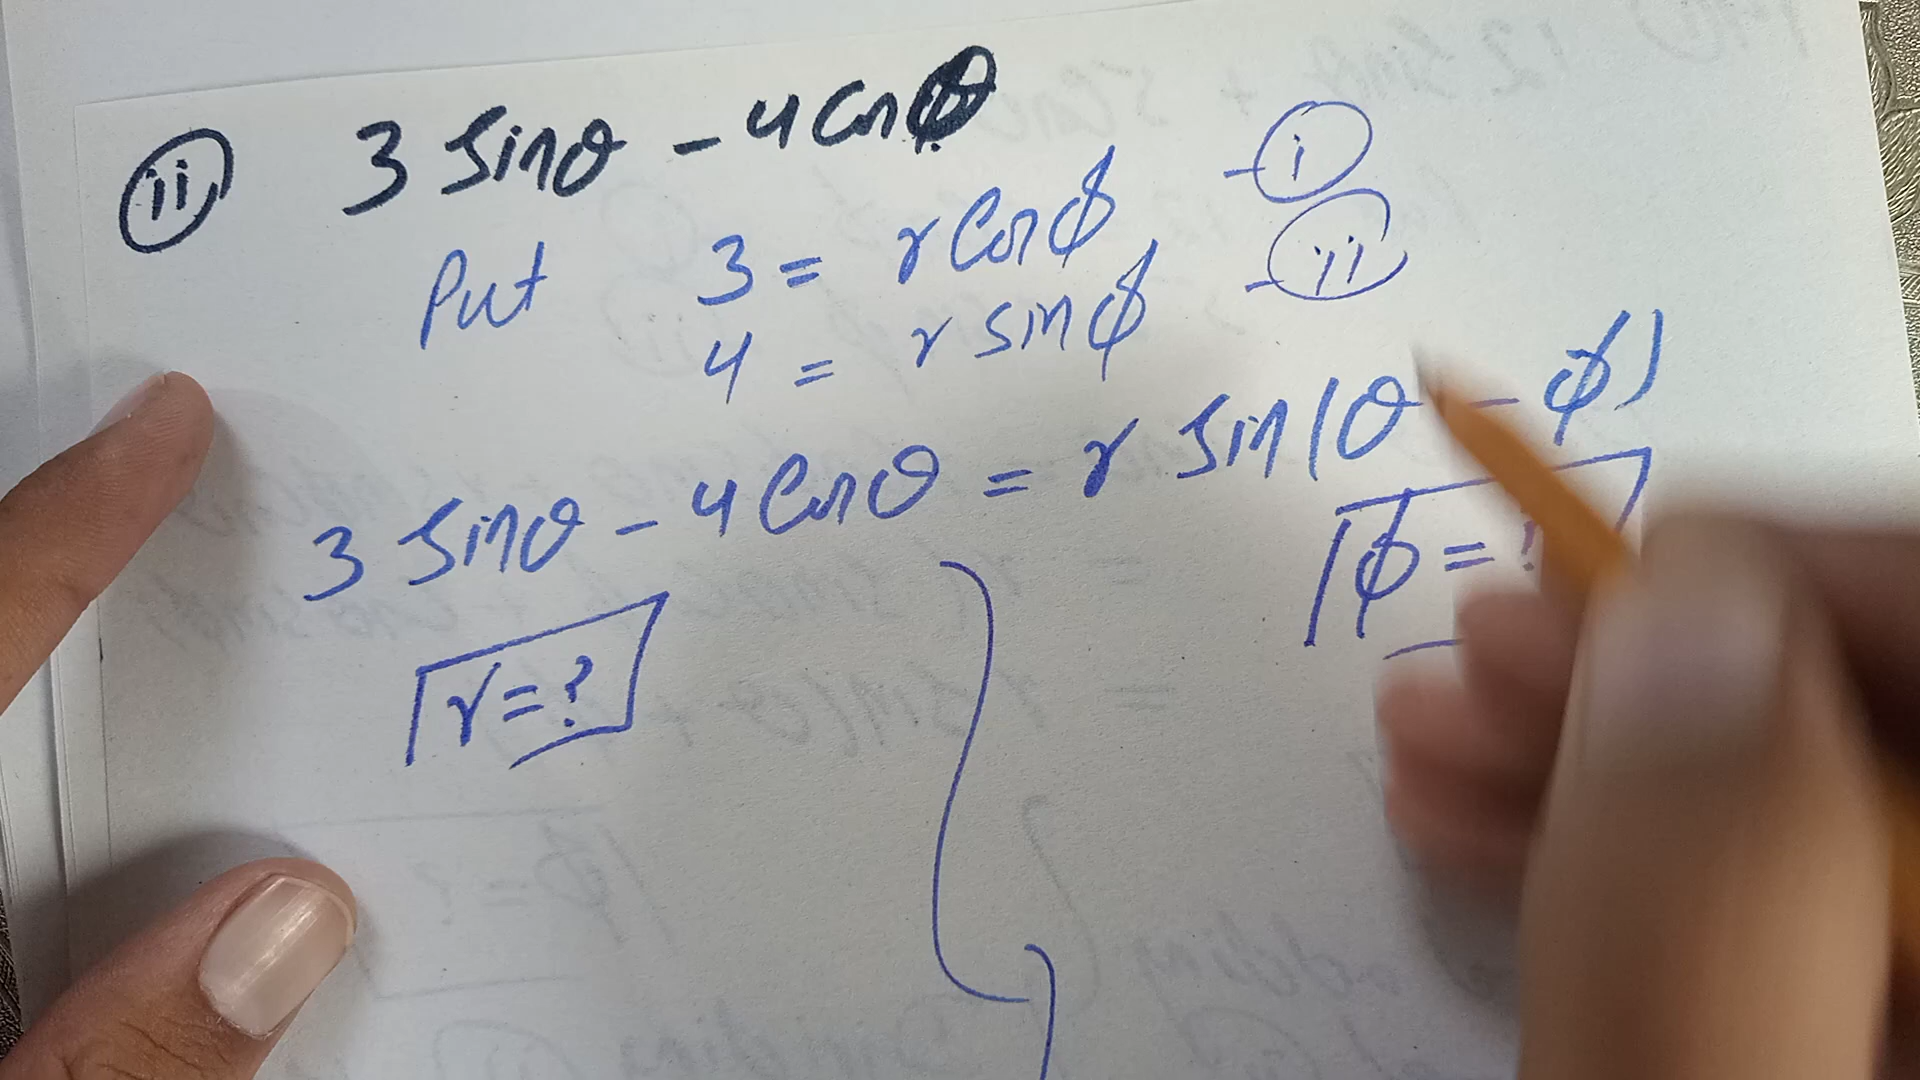 (ii) 3 sinθ - 4 cosθ
Put 3 = r cosφ - (i)
4 = r sinφ - (ii)
3 sinθ - 4 cosθ = r sin(θ - φ)
r = ?
φ = ?